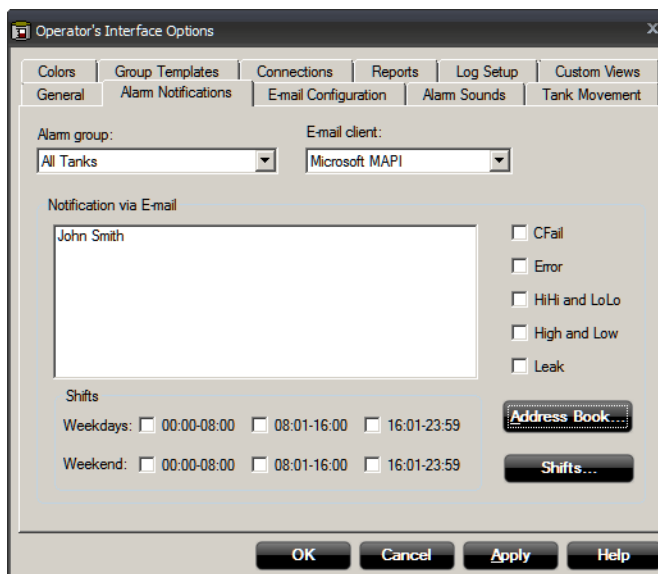 Operator's Interface Options x
Colors Group Templates Connections Reports Log Setup Custom Views
General Alarm Notifications E-mail Configuration Alarm Sounds Tank Movement
Alarm group: E-mail client:
All Tanks Microsoft MAPI
Notification via E-mail
John Smith
CFail
Error
HiHi and LoLo
High and Low
Leak
Shifts
Address Book...
Weekdays: 00:00-08:00 08:01-16:00 16:01-23:59
Weekend: 00:00-08:00 08:01-16:00 16:01-23:59
Shifts...
OK Cancel Apply Help